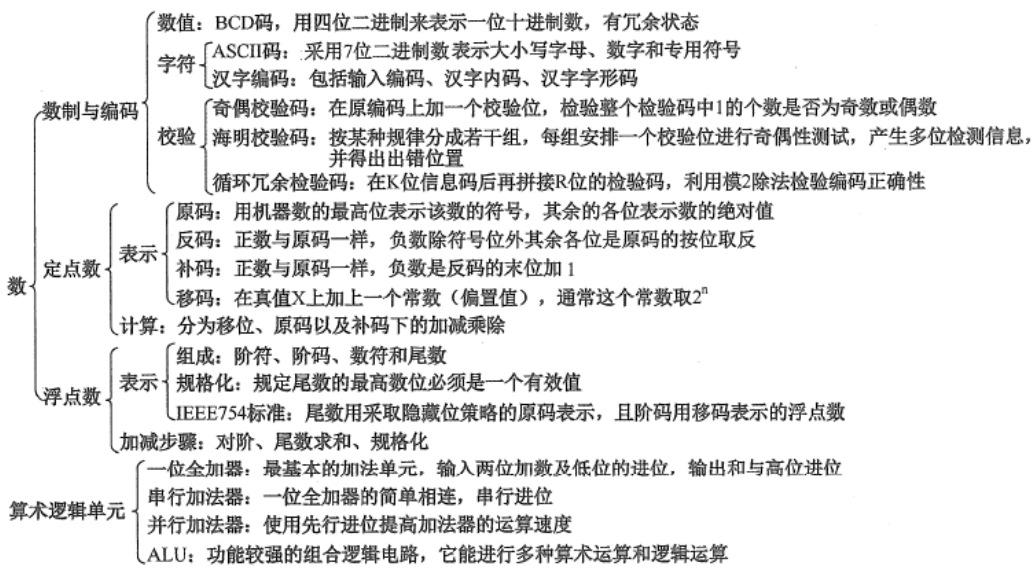 数值：BCD码，用四位二进制来表示一位十进制数，有冗余状态
字符
ASCII码：采用7位二进制数表示大小写字母、数字和专用符号
汉字编码：包括输入编码、汉字内码、汉字字形码
数制与编码
奇偶校验码：在原编码上加一个校验位，检验整个检验码中1的个数是否为奇数或偶数
校验
海明校验码：按某种规律分成若干组，每组安排一个校验位进行奇偶性测试，产生多位检测信息，
并得出出错位置
循环冗余检验码：在K位信息码后再拼接R位的检验码，利用模2除法检验编码正确性
原码：用机器数的最高位表示该数的符号，其余的各位表示数的绝对值
反码：正数与原码一样，负数除符号位外其余各位是原码的按位取反
表示
定点数
补码：正数与原码一样，负数是反码的末位加1
数
移码：在真值X上加上一个常数（偏置值），通常这个常数取2ⁿ
计算：分为移位、原码以及补码下的加减乘除
组成：阶符、阶码、数符和尾数
表示
规格化：规定尾数的最高数位必须是一个有效值
浮点数
IEEE754标准：尾数用采取隐藏位策略的原码表示，且阶码用移码表示的浮点数
加减步骤：对阶、尾数求和、规格化
一位全加器：最基本的加法单元，输入两位加数及低位的进位，输出和与高位进位
串行加法器：一位全加器的简单相连，串行进位
算术逻辑单元
并行加法器：使用先行进位提高加法器的运算速度
ALU：功能较强的组合逻辑电路，它能进行多种算术运算和逻辑运算